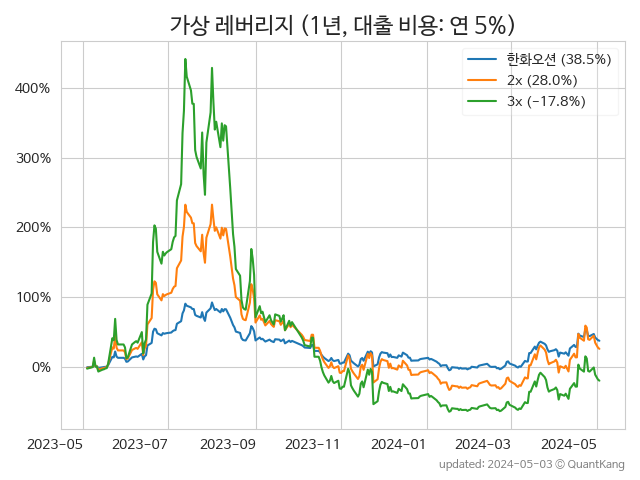 가상 레버리지 (1년, 대출 비용: 연 5%)
한화오션 (38.5%)
2x (28.0%)
3x (−17.8%)
400%
300%
200%
100%
0%
2023-05
2023-07
2023-09
2023-11
2024-01
2024-03
2024-05
updated: 2024-05-03 © QuantKang